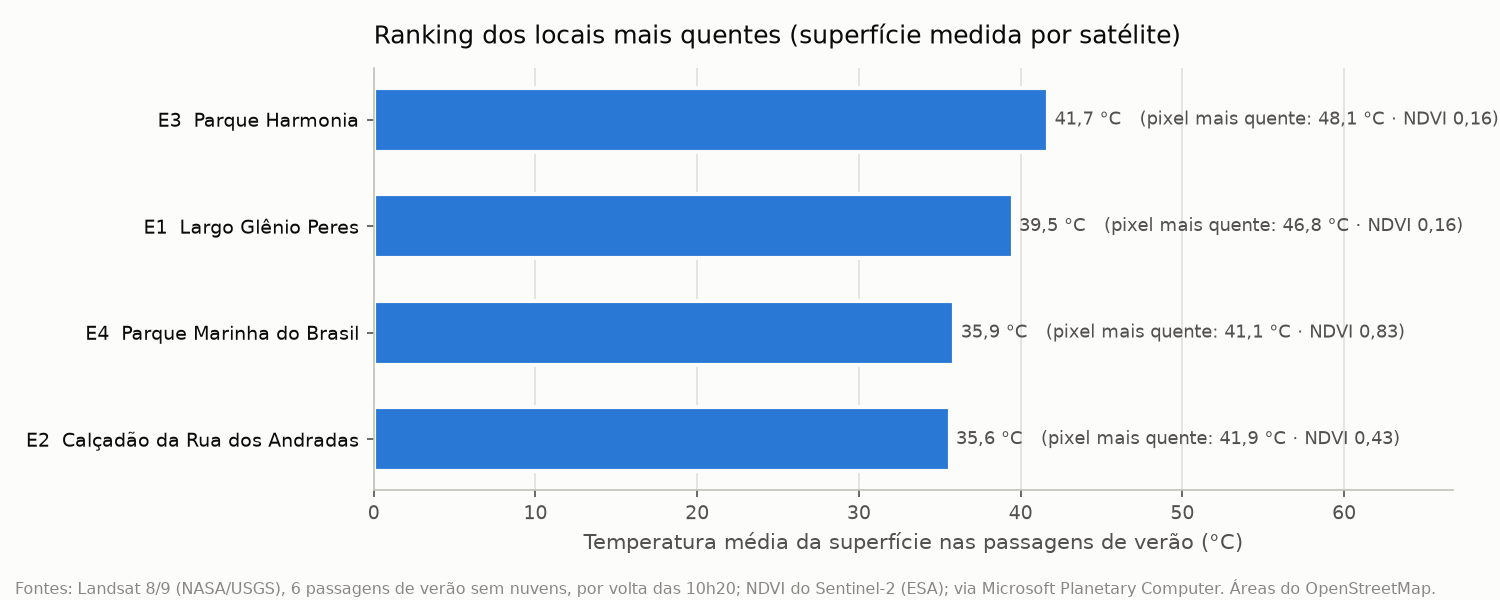 Ranking dos locais mais quentes (superfície medida por satélite)
E3  Parque Harmonia
41,7 °C   (pixel mais quente: 48,1 °C · NDVI 0,16)
E1  Largo Glênio Peres
39,5 °C   (pixel mais quente: 46,8 °C · NDVI 0,16)
E4  Parque Marinha do Brasil
35,9 °C   (pixel mais quente: 41,1 °C · NDVI 0,83)
E2  Calçadão da Rua dos Andradas
35,6 °C   (pixel mais quente: 41,9 °C · NDVI 0,43)
0 10 20 30 40 50 60
Temperatura média da superfície nas passagens de verão (°C)
Fontes: Landsat 8/9 (NASA/USGS), 6 passagens de verão sem nuvens, por volta das 10h20; NDVI do Sentinel-2 (ESA); via Microsoft Planetary Computer. Áreas do OpenStreetMap.